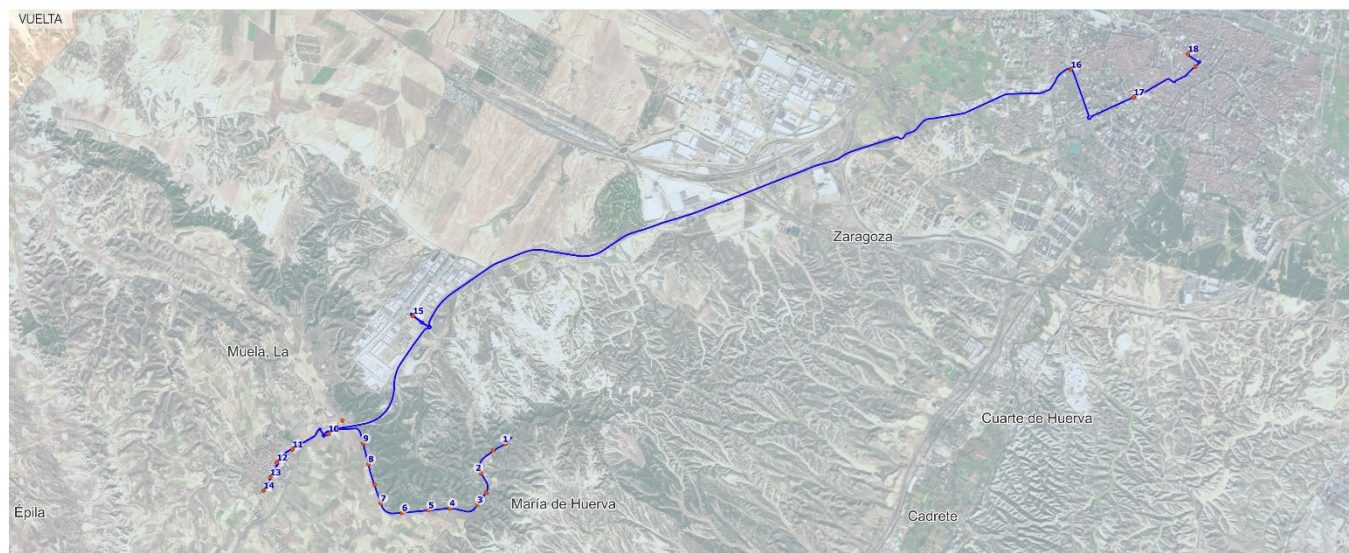 VUELTA
18
16
17
Zaragoza
15
Muela, La
Cuarte de Huerva
10
1
9
11
12
8
2
13
14
7
3
4
5
6
María de Huerva
Épila
Cadrete